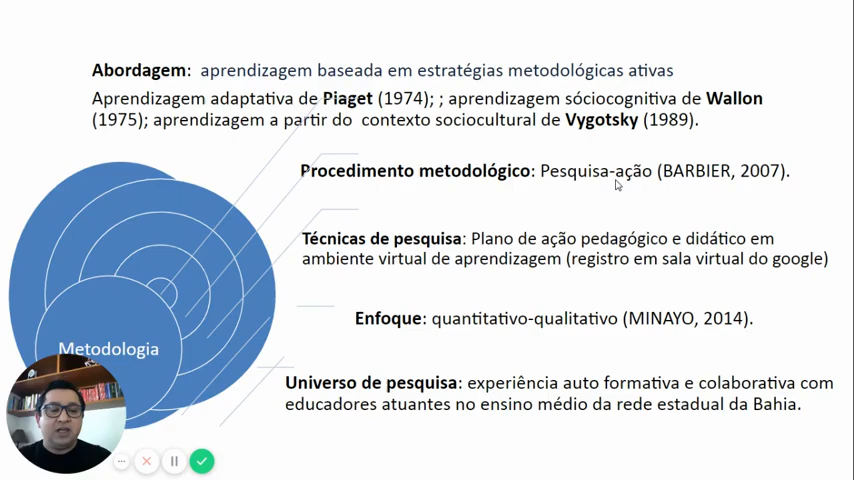 Abordagem: aprendizagem baseada em estratégias metodológicas ativas
Aprendizagem adaptativa de Piaget (1974); ; aprendizagem sóciocognitiva de Wallon
(1975); aprendizagem a partir do contexto sociocultural de Vygotsky (1989).
Procedimento metodológico: Pesquisa-ação (BARBIER, 2007).
Técnicas de pesquisa: Plano de ação pedagógico e didático em
ambiente virtual de aprendizagem (registro em sala virtual do google)
Enfoque: quantitativo-qualitativo (MINAYO, 2014).
Metodologia
Universo de pesquisa: experiência auto formativa e colaborativa com
educadores atuantes no ensino médio da rede estadual da Bahia.